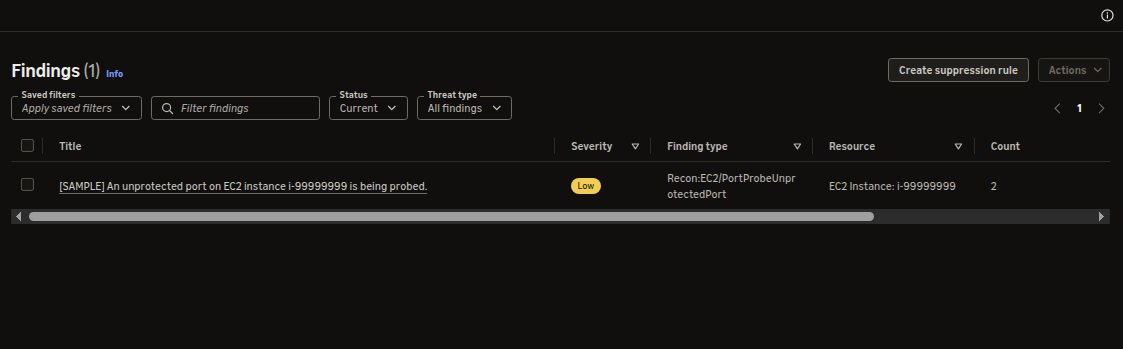 Findings (1) Info
Create suppression rule
Actions
Saved filters
Apply saved filters
Filter findings
Status
Current
Threat type
All findings
1
Title
Severity
Finding type
Resource
Count
[SAMPLE] An unprotected port on EC2 instance i-99999999 is being probed.
Low
Recon:EC2/PortProbeUnpr
otectedPort
EC2 Instance: i-99999999
2